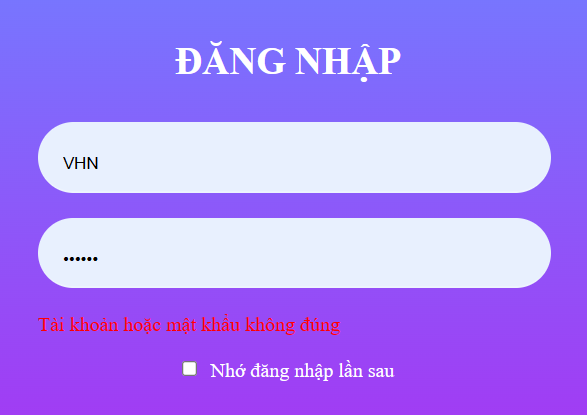 ĐĂNG NHẬP
VHN
••••••
Tài khoản hoặc mật khẩu không đúng
Nhớ đăng nhập lần sau